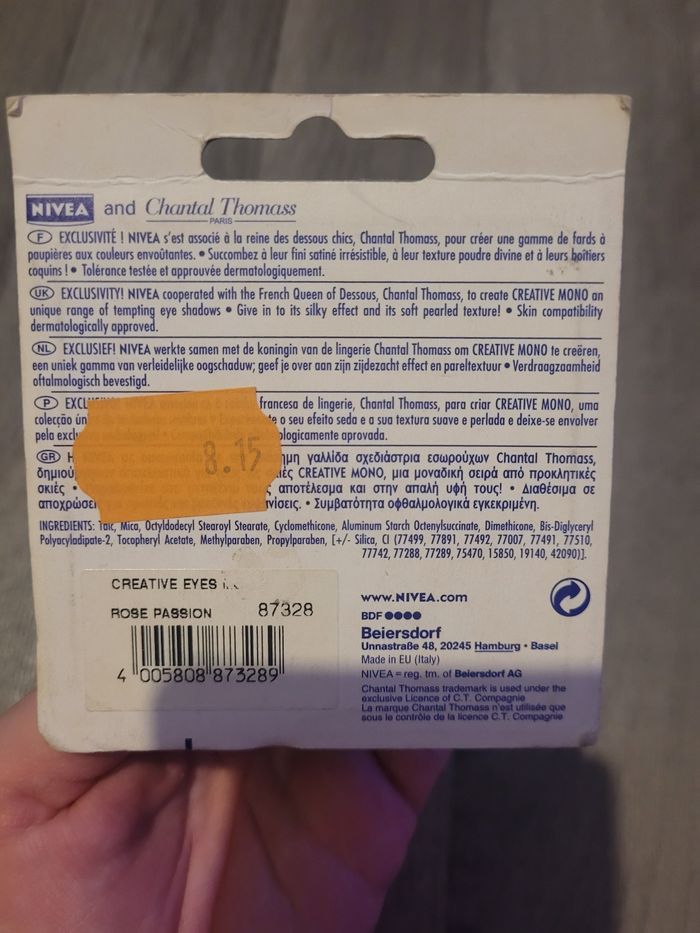 NIVEA and Chantal Thomass
PARIS
F EXCLUSIVITÉ ! NIVEA s'est associé à la reine des dessous chics, Chantal Thomass, pour créer une gamme de fards à
paupières aux couleurs envoûtantes. • Succombez à leur fini satiné irrésistible, à leur texture poudre divine et à leurs boîtiers
coquins ! • Tolérance testée et approuvée dermatologiquement.
UK EXCLUSIVITY! NIVEA cooperated with the French Queen of Dessous, Chantal Thomass, to create CREATIVE MONO an
unique range of tempting eye shadows • Give in to its silky effect and its soft pearled texture! • Skin compatibility
dermatologically approved.
NL EXCLUSIEF! NIVEA werkte samen met de koningin van de lingerie Chantal Thomass om CREATIVE MONO te creëren,
een uniek gamma van verleidelijke oogschaduw; geef je over aan zijn zijdezacht effect en pareltextuur • Verdraagzaamheid
oftalmologisch bevestigd.
P francesa de lingerie, Chantal Thomass, para criar CREATIVE MONO, uma
colecção o seu efeito seda e a sua textura suave e perlada e deixe-se envolver
pela aprovada.
GR γαλλίδα σχεδιάστρια εσωρούχων Chantal Thomass,
CREATIVE MONO, μια μοναδική σειρά από προκλητικές
σκιές • αποτέλεσμα και στην απαλή υφή τους! • Διαθέσιμα σε
• Συμβατότητα οφθαλμολογικά εγκεκριμένη.
8.15
INGREDIENTS: Talc, Mica, Octyldodecyl Stearoyl Stearate, Cyclomethicone, Aluminum Starch Octenylsuccinate, Dimethicone, Bis-Diglyceryl
Polyacyladipate-2, Tocopheryl Acetate, Methylparaben, Propylparaben, [+/- Silica, CI (77499, 77891, 77492, 77007, 77491, 77510,
77742, 77288, 77289, 75470, 15850, 19140, 42090)].
CREATIVE EYES
ROSE PASSION 87328
4 005808 873289
www.NIVEA.com
BDF
Beiersdorf
Unnastraße 48, 20245 Hamburg • Basel
Made in EU (Italy)
NIVEA = reg. tm. of Beiersdorf AG
Chantal Thomass trademark is used under the
exclusive Licence of C.T. Compagnie
La marque Chantal Thomass n'est utilisée que
sous le contrôle de la licence C.T. Compagnie